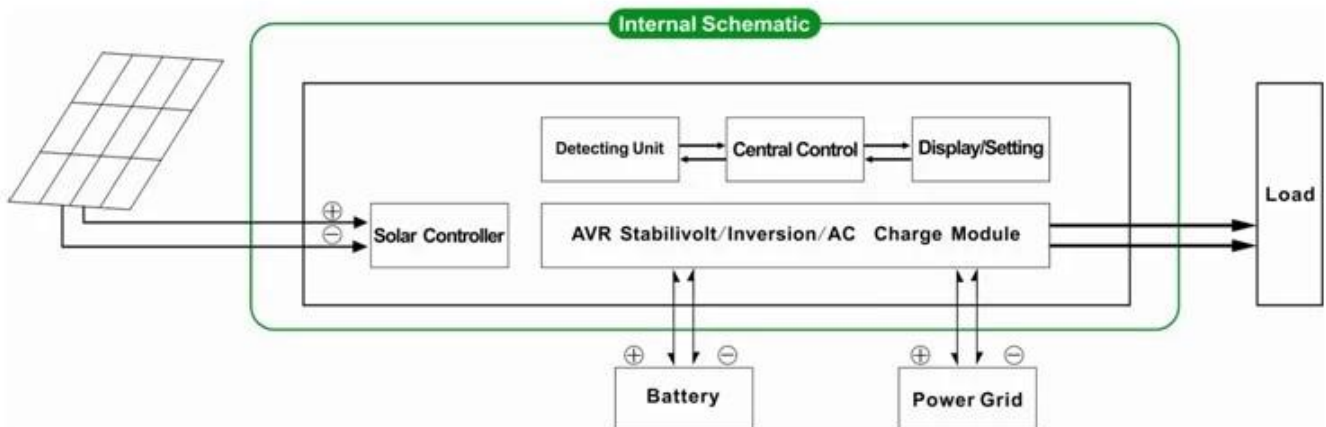 Internal Schematic
Detecting Unit
Central Control
Display/Setting
Load
⊕
⊖
Solar Controller
AVR Stabilivolt/Inversion/AC Charge Module
⊕ ⊖
⊕ ⊖
Battery
Power Grid